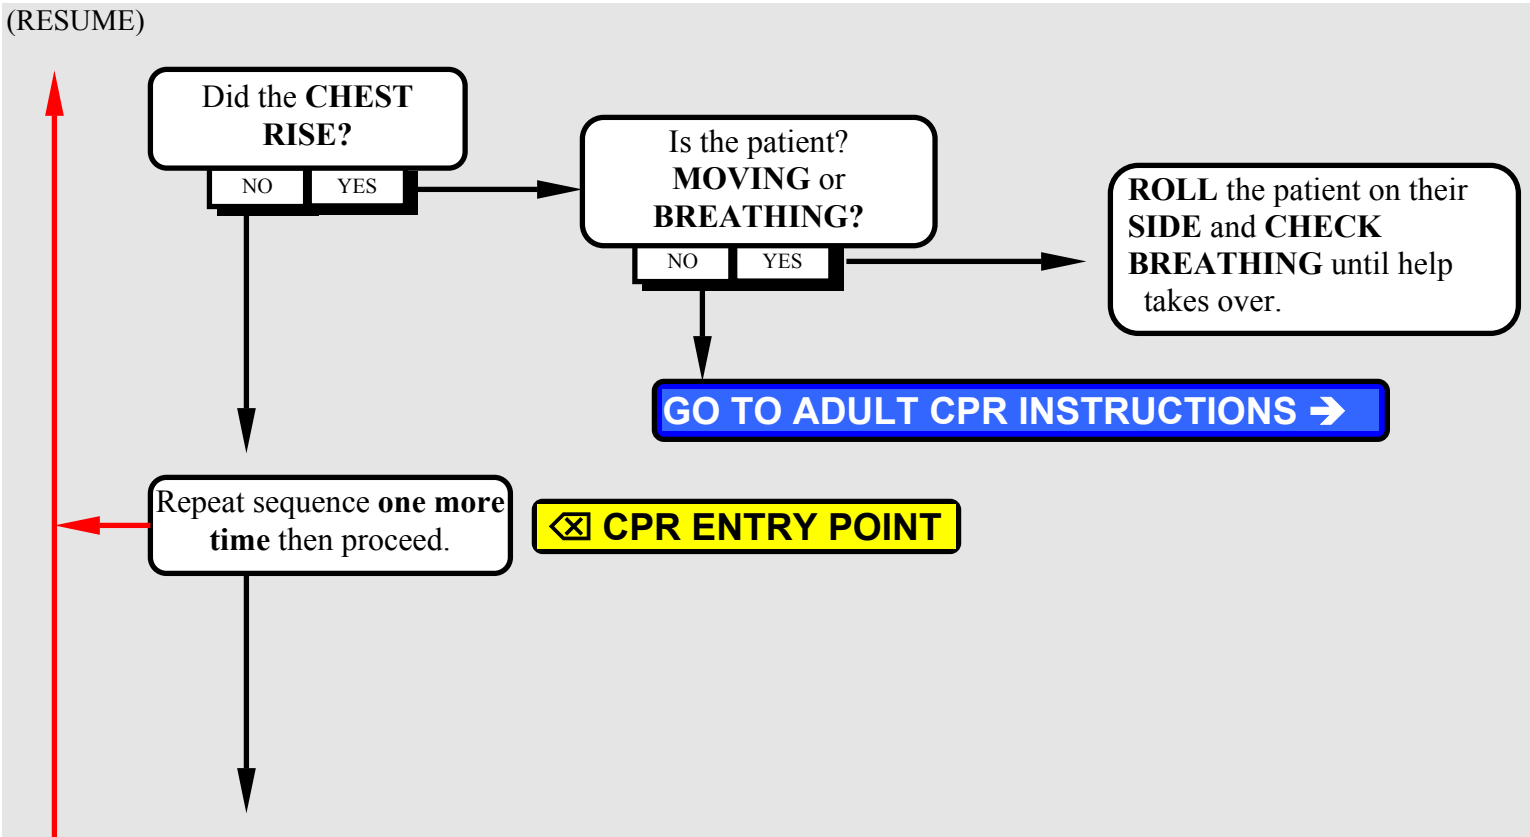 (RESUME)
Did the CHEST
RISE?
NO YES
Is the patient?
MOVING or
BREATHING?
NO YES
ROLL the patient on their
SIDE and CHECK
BREATHING until help
takes over.
GO TO ADULT CPR INSTRUCTIONS ➔
Repeat sequence one more
time then proceed.
⌫ CPR ENTRY POINT